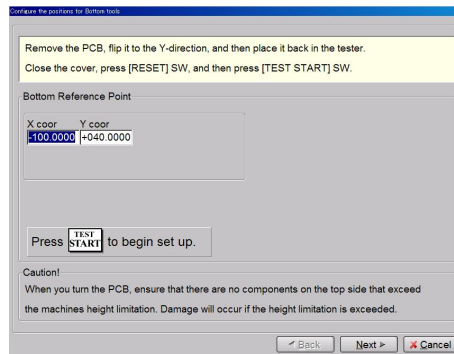 Configure the positions for Bottom tools
Remove the PCB, flip it to the Y-direction, and then place it back in the tester.
Close the cover, press [RESET] SW, and then press [TEST START] SW.
Bottom Reference Point
X coor Y coor
-100.0000 +040.0000
Press TEST START to begin set up.
Caution!
When you turn the PCB, ensure that there are no components on the top side that exceed
the machines height limitation. Damage will occur if the height limitation is exceeded.
Back Next Cancel